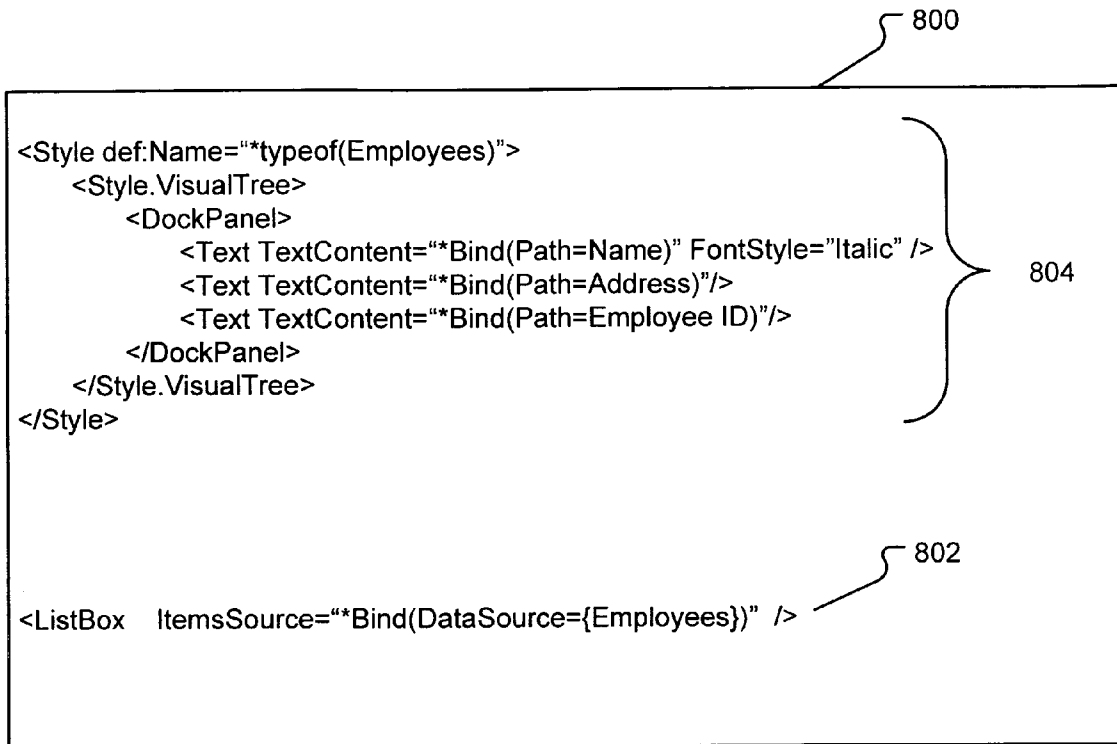 800
<Style def:Name=“*typeof(Employees)”>
<Style.VisualTree>
<DockPanel>
<Text TextContent=“*Bind(Path=Name)” FontStyle=”Italic” />
<Text TextContent=“*Bind(Path=Address)”/>
<Text TextContent=“*Bind(Path=Employee ID)”/>
</DockPanel>
</Style.VisualTree>
</Style>
804
802
<ListBox ItemsSource=“*Bind(DataSource={Employees})” />